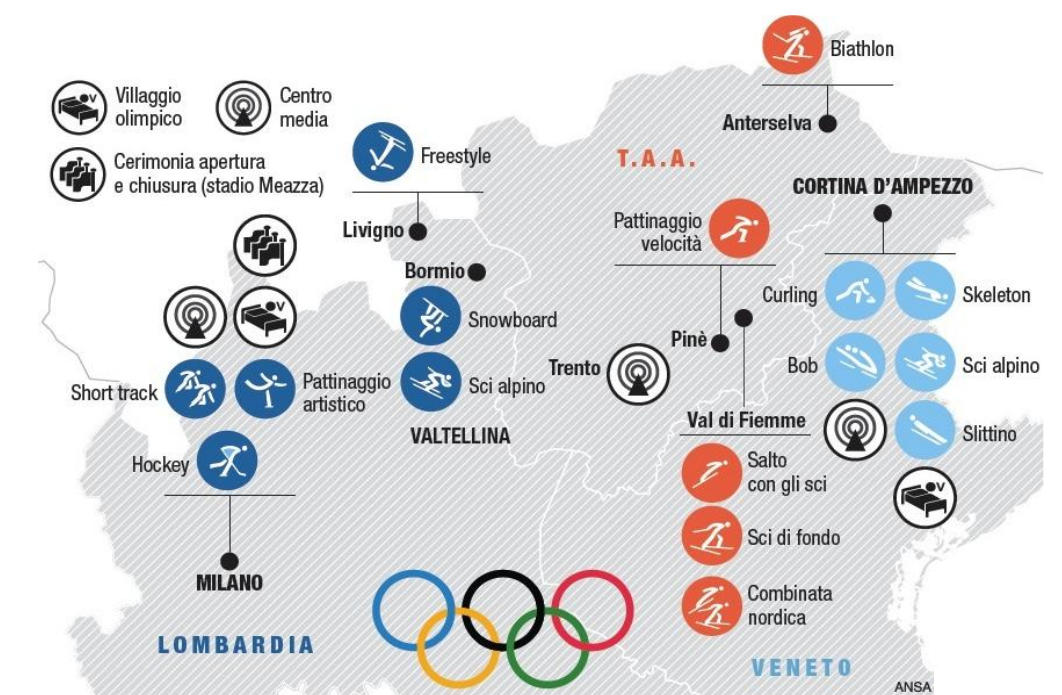 Villaggio
olimpico
Centro
media
Cerimonia apertura
e chiusura (stadio Meazza)
Freestyle
Livigno
Bormio
Snowboard
Sci alpino
VALTELLINA
Short track
Pattinaggio
artistico
Hockey
MILANO
LOMBARDIA
Biathlon
Anterselva
T.A.A.
Pattinaggio
velocità
Pinè
Trento
Val di Fiemme
Salto
con gli sci
Sci di fondo
Combinata
nordica
CORTINA D'AMPEZZO
Curling
Skeleton
Bob
Sci alpino
Slittino
V
V
V
VENETO
ANSA